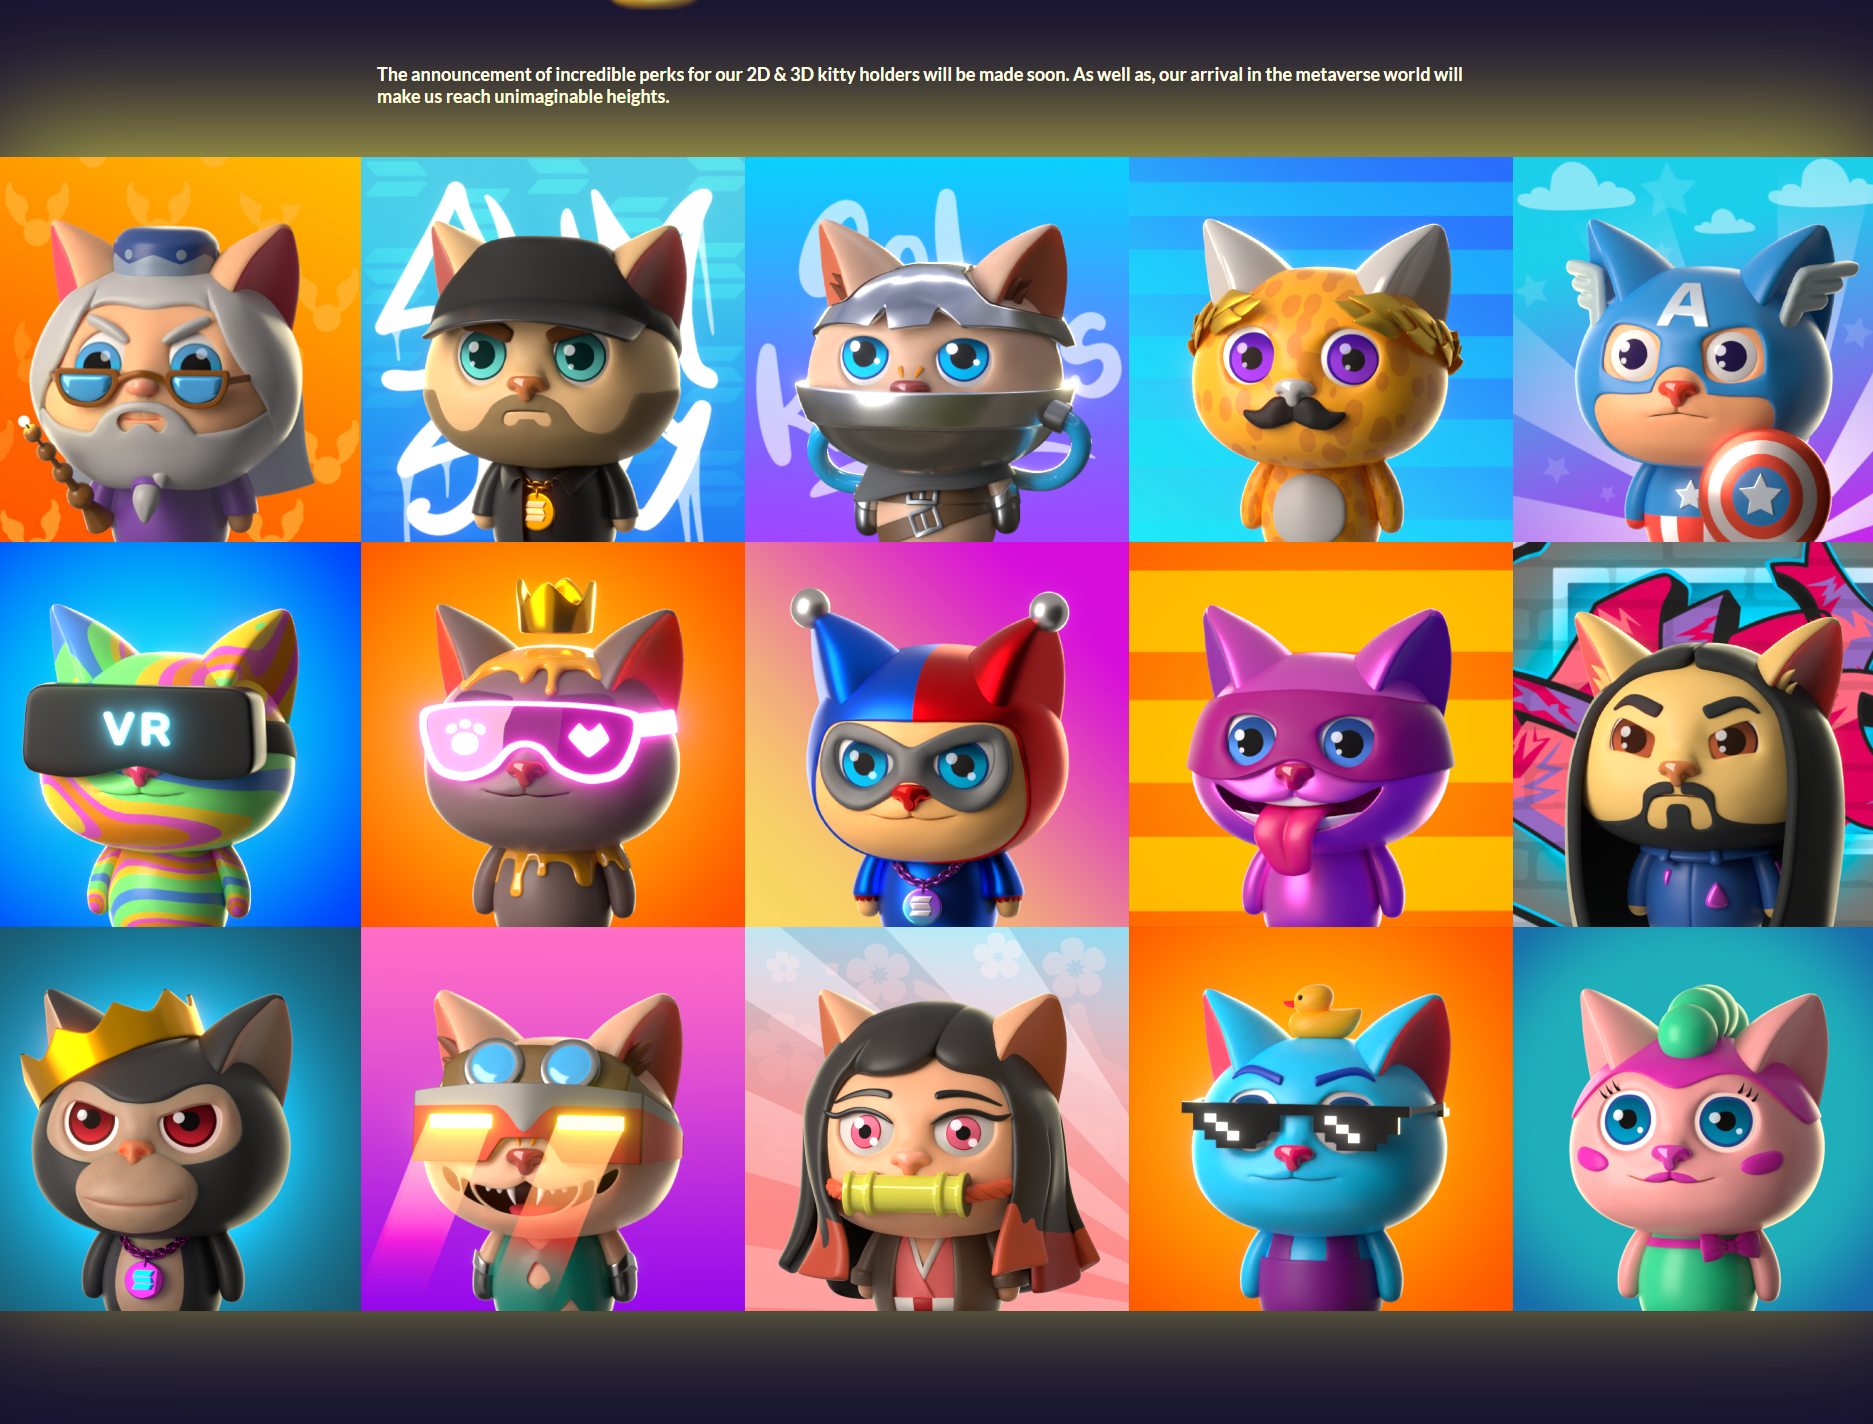 The announcement of incredible perks for our 2D & 3D kitty holders will be made soon. As well as, our arrival in the metaverse world will
make us reach unimaginable heights.
Sol
A
VR